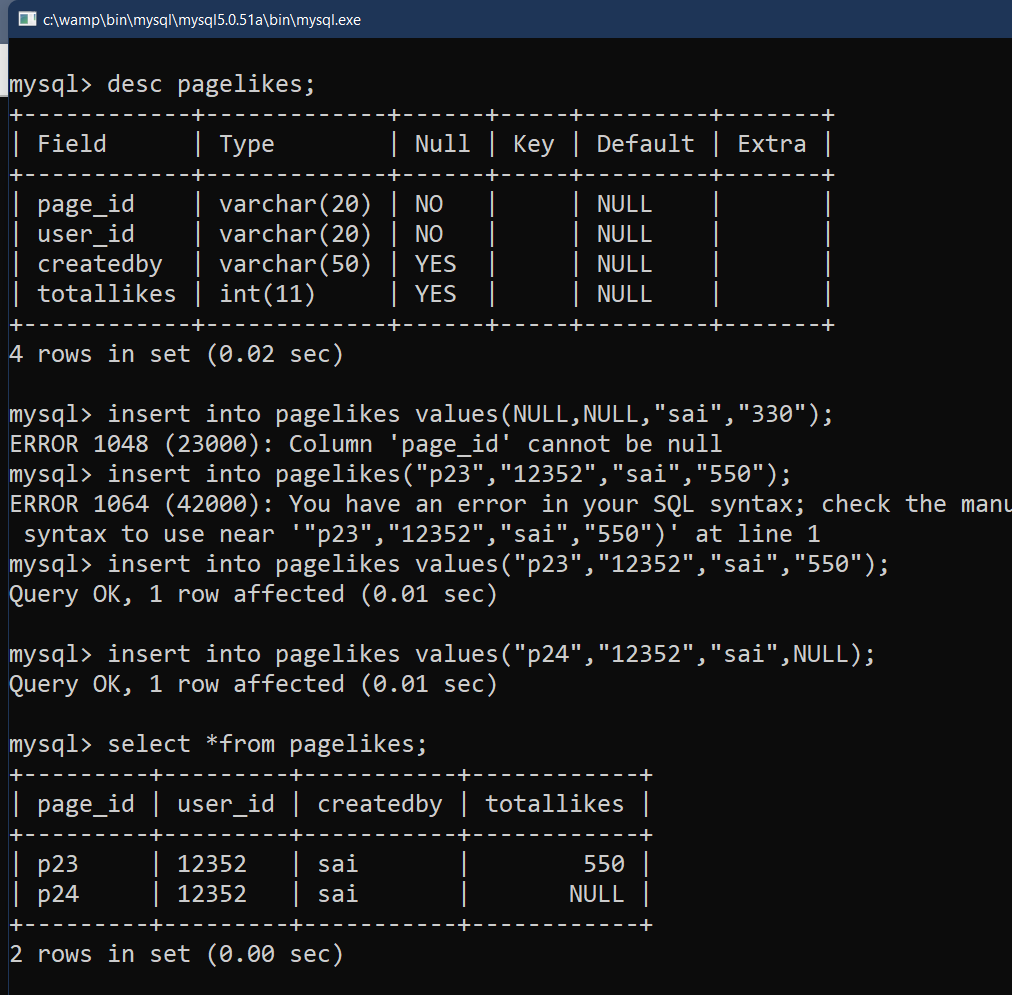 c:\wamp\bin\mysql\mysql5.0.51a\bin\mysql.exe
mysql> desc pagelikes;
+------------+-------------+------+-----+---------+-------+
| Field      | Type        | Null | Key | Default | Extra |
+------------+-------------+------+-----+---------+-------+
| page_id    | varchar(20) | NO   |     | NULL    |       |
| user_id    | varchar(20) | NO   |     | NULL    |       |
| createdby  | varchar(50) | YES  |     | NULL    |       |
| totallikes | int(11)     | YES  |     | NULL    |       |
+------------+-------------+------+-----+---------+-------+
4 rows in set (0.02 sec)
mysql> insert into pagelikes values(NULL,NULL,"sai","330");
ERROR 1048 (23000): Column 'page_id' cannot be null
mysql> insert into pagelikes("p23","12352","sai","550");
ERROR 1064 (42000): You have an error in your SQL syntax; check the manu
 syntax to use near '"p23","12352","sai","550")' at line 1
mysql> insert into pagelikes values("p23","12352","sai","550");
Query OK, 1 row affected (0.01 sec)
mysql> insert into pagelikes values("p24","12352","sai",NULL);
Query OK, 1 row affected (0.01 sec)
mysql> select *from pagelikes;
+---------+---------+-----------+------------+
| page_id | user_id | createdby | totallikes |
+---------+---------+-----------+------------+
| p23     | 12352   | sai       |        550 |
| p24     | 12352   | sai       |       NULL |
+---------+---------+-----------+------------+
2 rows in set (0.00 sec)